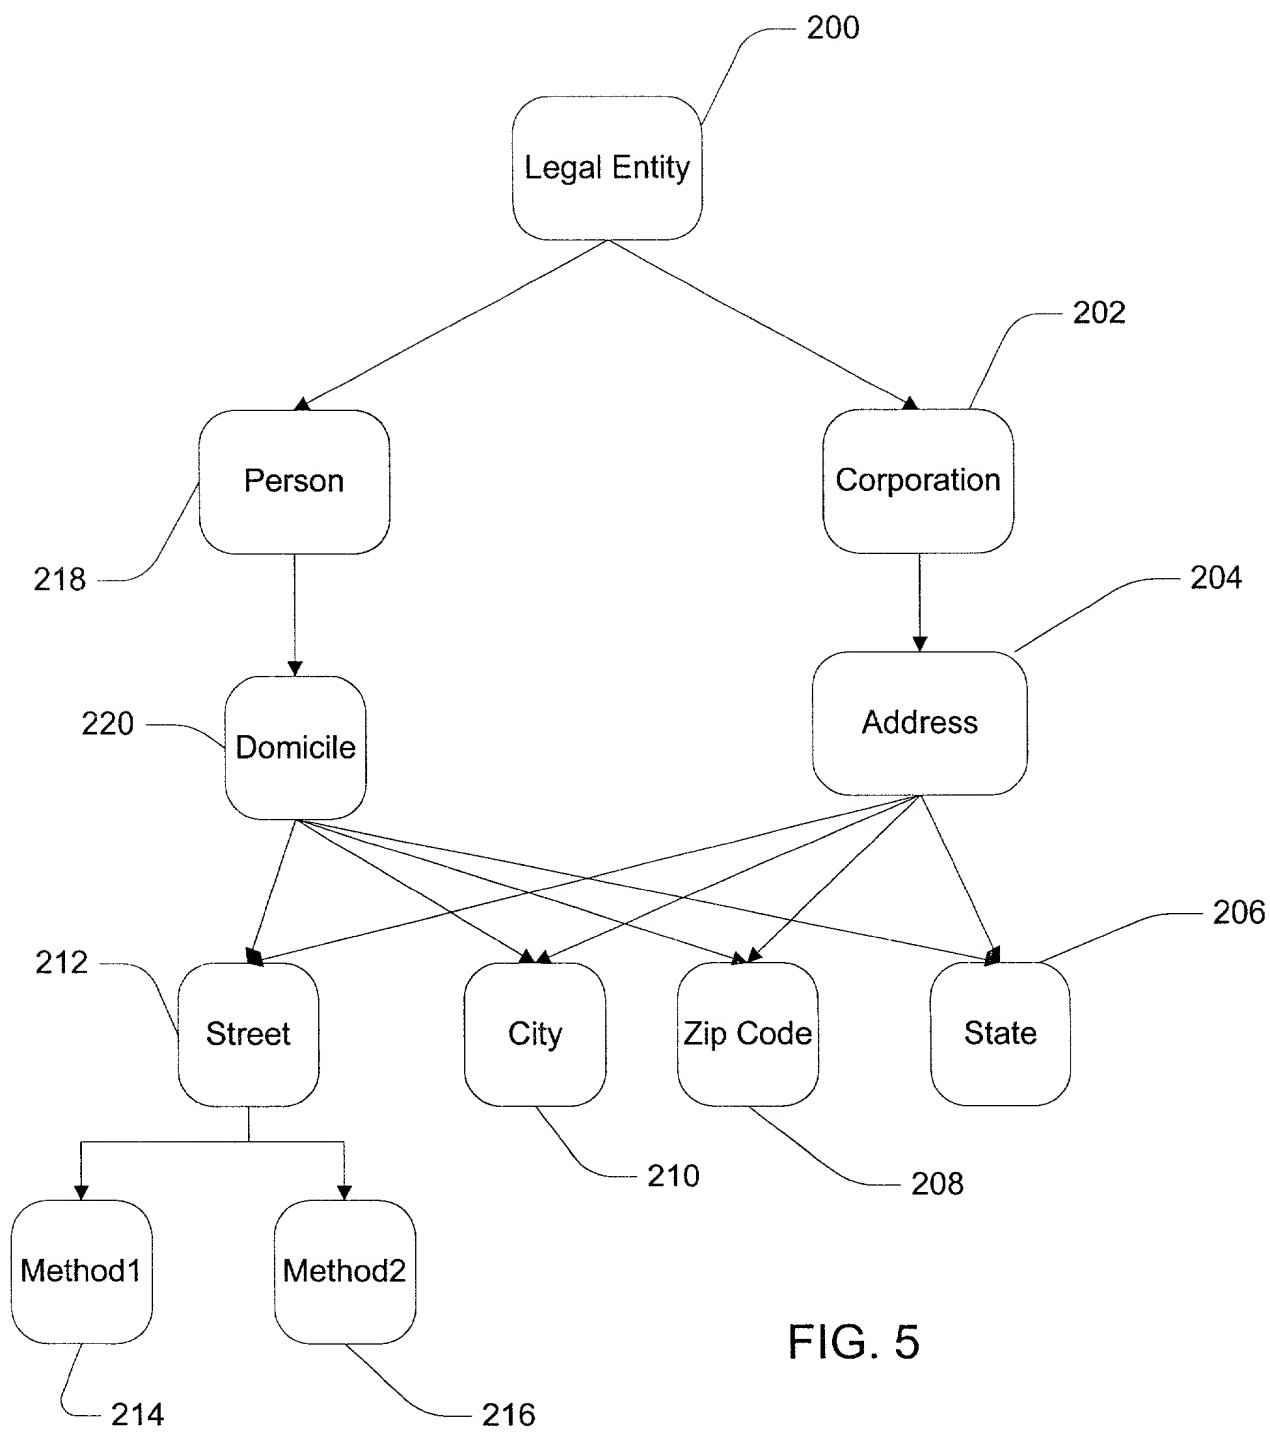 200
Legal Entity
202
Person
Corporation
218
204
220
Domicile
Address
206
212
Street
City
Zip Code
State
210
208
Method1
Method2
FIG. 5
214
216